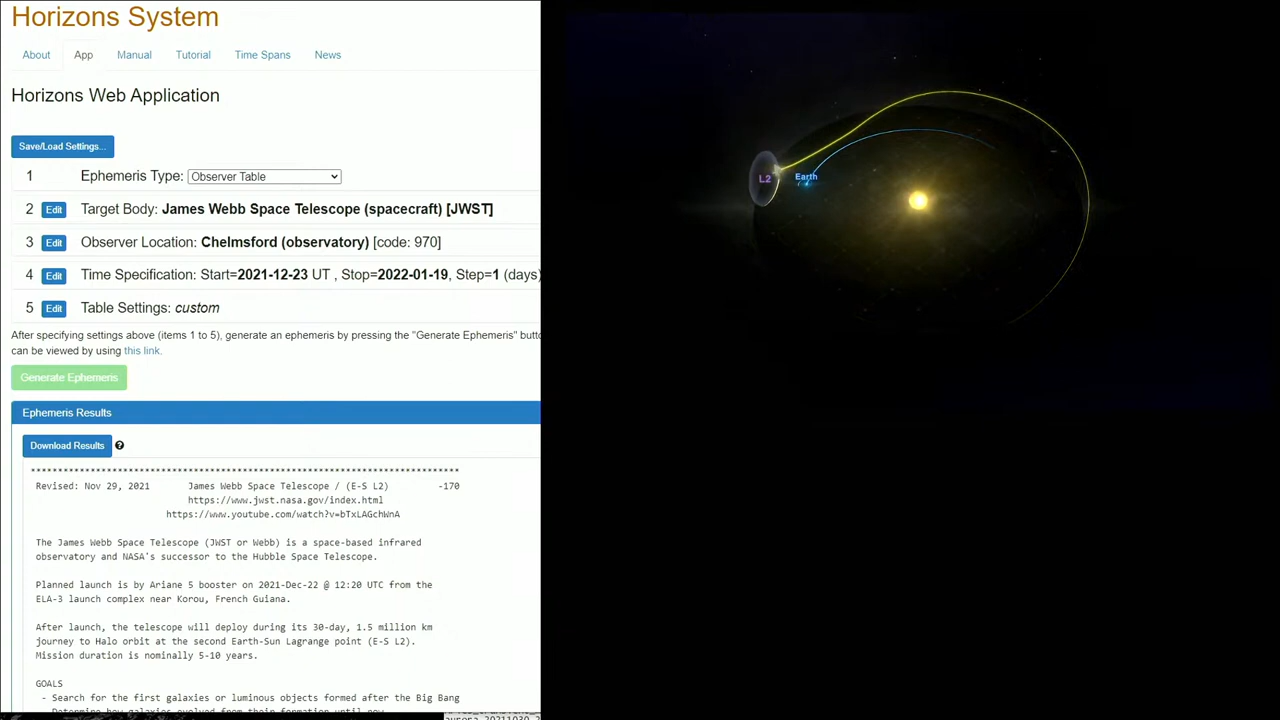 Horizons System
About Manual Tutorial Time Spans News
App
Horizons Web Application
Save/Load Settings...
1 Ephemeris Type: Observer Table
2 Edit Target Body: James Webb Space Telescope (spacecraft) [JWST]
3 Edit Observer Location: Chelmsford (observatory) [code: 970]
4 Edit Time Specification: Start=2021-12-23 UT , Stop=2022-01-19, Step=1 (days)
5 Edit Table Settings: custom
After specifying settings above (items 1 to 5), generate an ephemeris by pressing the "Generate Ephemeris"
can be viewed by using this link.
Generate Ephemeris
Ephemeris Results
Download Results
*******************************************************************************
Revised: Nov 29, 2021 James Webb Space Telescope / (E-S L2) -170
https://www.jwst.nasa.gov/index.html
https://www.youtube.com/watch?v=bTxLAGchWnA
The James Webb Space Telescope (JWST or Webb) is a space-based infrared
observatory and NASA's successor to the Hubble Space Telescope.
Planned launch is by Ariane 5 booster on 2021-Dec-22 @ 12:20 UTC from the
ELA-3 launch complex near Korou, French Guiana.
After launch, the telescope will deploy during its 30-day, 1.5 million km
journey to Halo orbit at the second Earth-Sun Lagrange point (E-S L2).
Mission duration is nominally 5-10 years.
GOALS
- Search for the first galaxies or luminous objects formed after the Big Bang
- Determine how galaxies evolved from their formation until now
L2
Earth